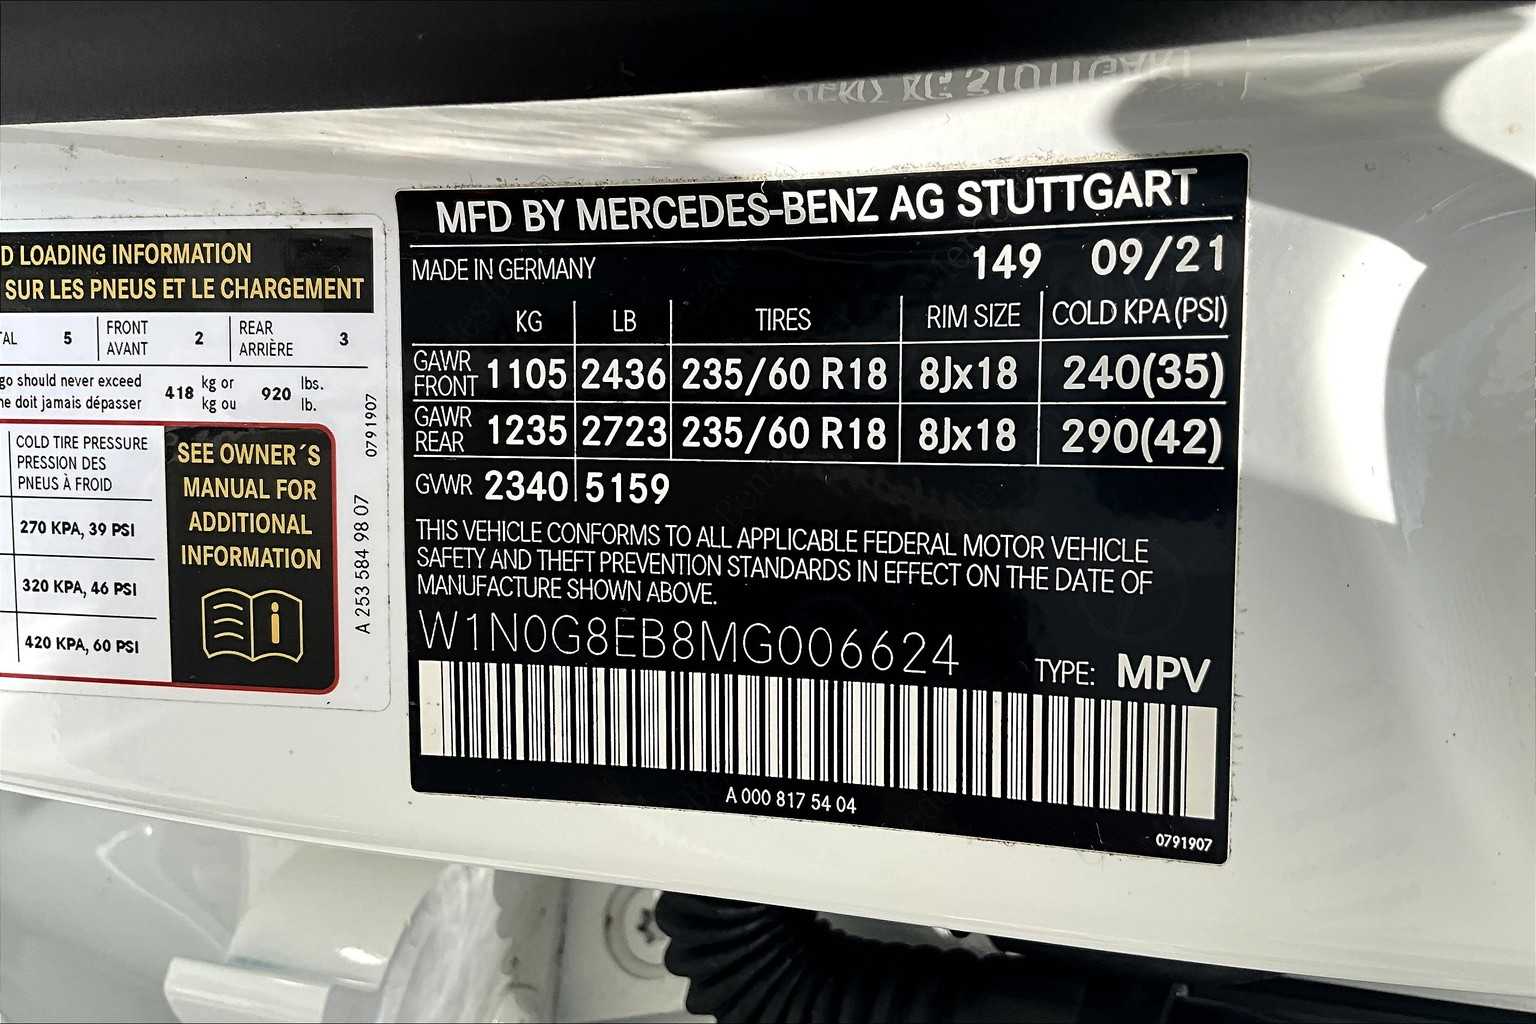 D LOADING INFORMATION
SUR LES PNEUS ET LE CHARGEMENT
TAL 5 FRONT AVANT 2 REAR ARRIÈRE 3
go should never exceed 418 kg or 920 lbs.
ne doit jamais dépasser kg ou lb.
COLD TIRE PRESSURE
PRESSION DES
PNEUS À FROID
270 KPA, 39 PSI
320 KPA, 46 PSI
420 KPA, 60 PSI
SEE OWNER´S
MANUAL FOR
ADDITIONAL
INFORMATION
0791907
A 253 584 98 07
MFD BY MERCEDES-BENZ AG STUTTGART
MADE IN GERMANY 149 09/21
KG LB TIRES RIM SIZE COLD KPA (PSI)
GAWR FRONT 1105 2436 235/60 R18 8Jx18 240(35)
GAWR REAR 1235 2723 235/60 R18 8Jx18 290(42)
GVWR 2340 5159
THIS VEHICLE CONFORMS TO ALL APPLICABLE FEDERAL MOTOR VEHICLE
SAFETY AND THEFT PREVENTION STANDARDS IN EFFECT ON THE DATE OF
MANUFACTURE SHOWN ABOVE.
W1N0G8EB8MG006624 TYPE: MPV
A 000 817 54 04
0791907